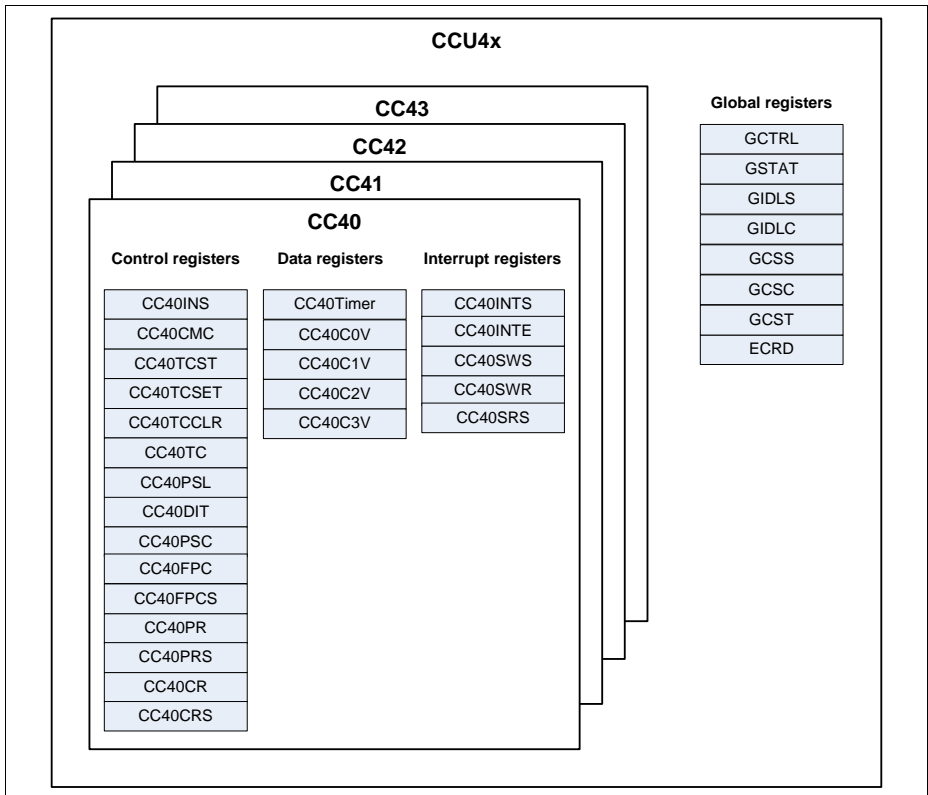 CCU4x
CC43
CC42
CC41
CC40
Control registers
CC40INS
CC40CMC
CC40TCST
CC40TCSET
CC40TCCLR
CC40TC
CC40PSL
CC40DIT
CC40PSC
CC40FPC
CC40FPCS
CC40PR
CC40PRS
CC40CR
CC40CRS
Data registers
CC40Timer
CC40C0V
CC40C1V
CC40C2V
CC40C3V
Interrupt registers
CC40INTS
CC40INTE
CC40SWS
CC40SWR
CC40SRS
Global registers
GCTRL
GSTAT
GIDLS
GIDLC
GCSS
GCSC
GCST
ECRD